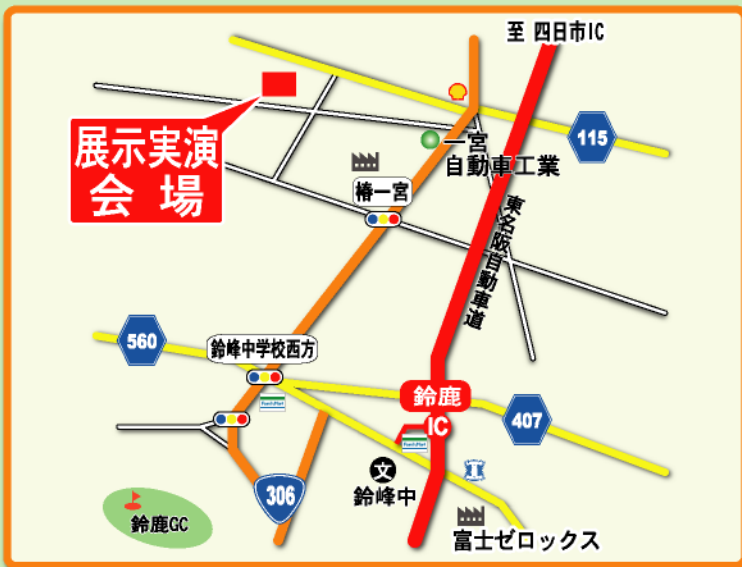 至 四日市IC
展示実演
会 場
115
一宮
自動車工業
椿一宮
東名阪自動車道
560
鈴峰中学校西方
鈴鹿
IC
FamilyMart
407
FamilyMart
文
鈴峰中
306
鈴鹿GC
富士ゼロックス